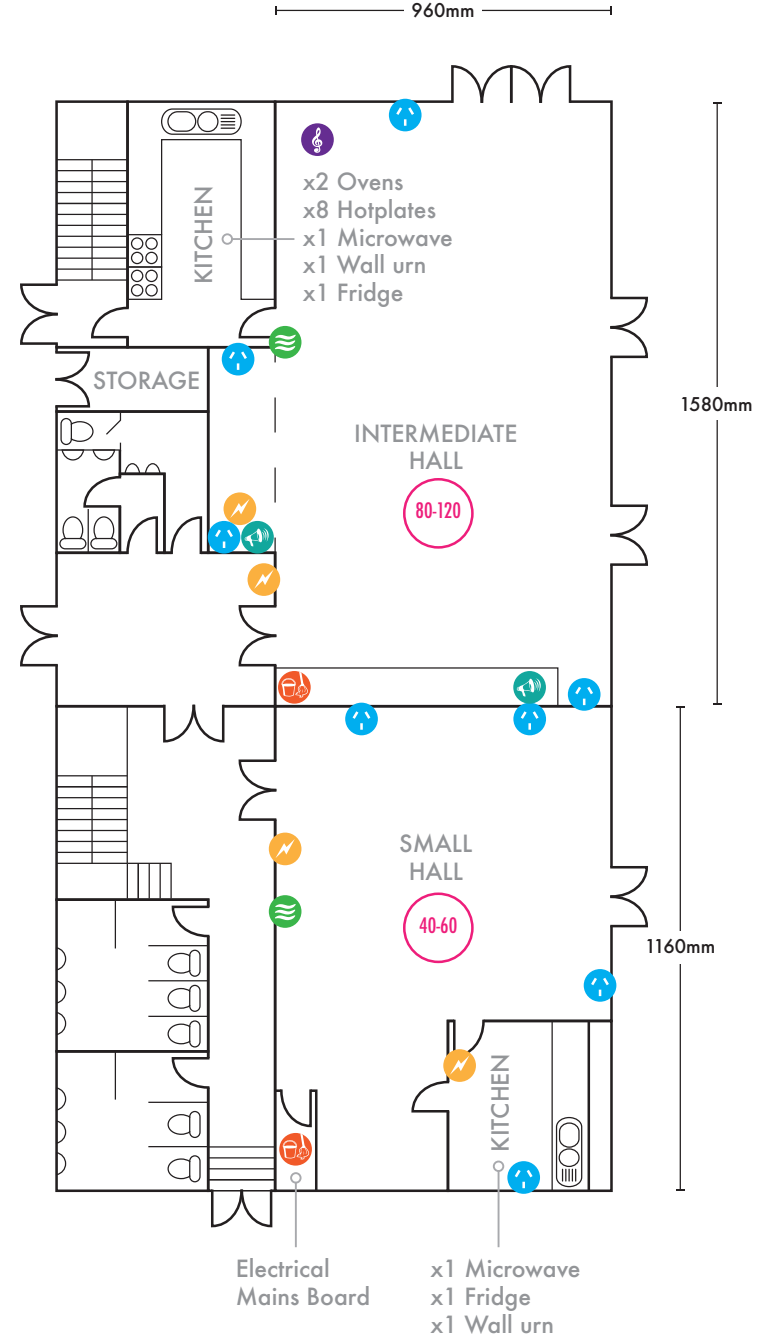 960mm
KITCHEN
x2 Ovens
x8 Hotplates
x1 Microwave
x1 Wall urn
x1 Fridge
STORAGE
1580mm
INTERMEDIATE
HALL
80-120
SMALL
HALL
40-60
1160mm
KITCHEN
Electrical
Mains Board
x1 Microwave
x1 Fridge
x1 Wall urn